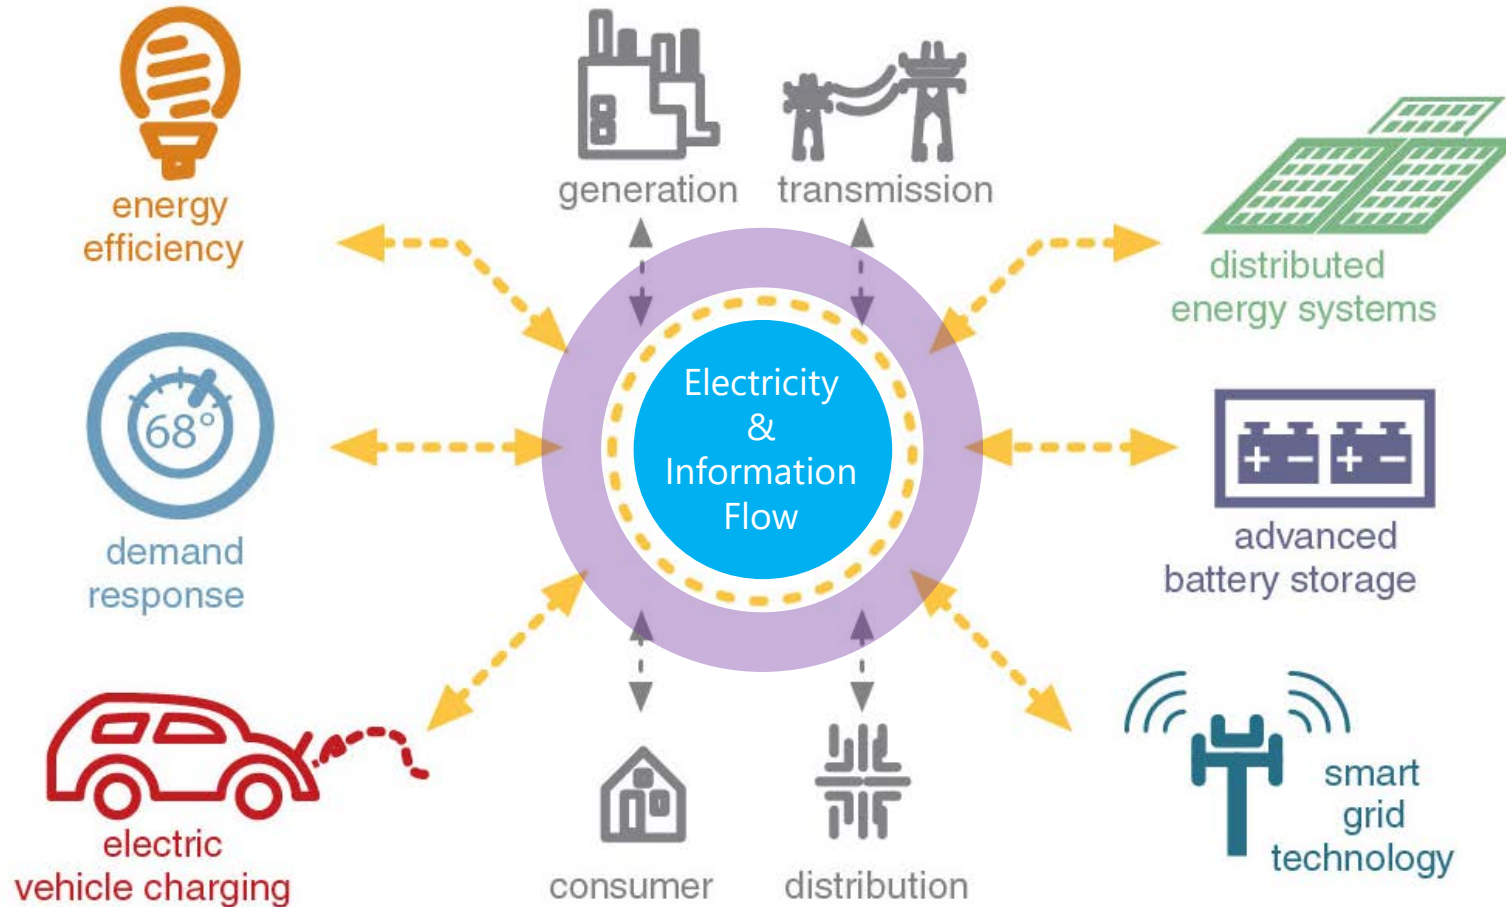 energy
efficiency
generation
transmission
distributed
energy systems
demand
response
68°
Electricity
&
Information
Flow
+ − + −
advanced
battery storage
electric
vehicle charging
consumer
distribution
smart
grid
technology